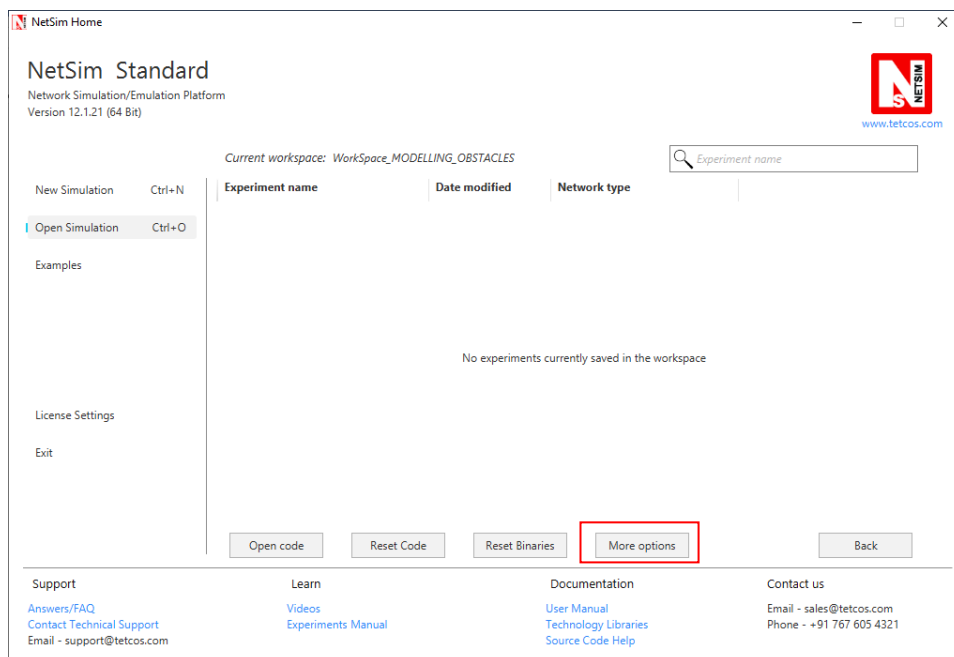 NetSim Home
NetSim Standard
Network Simulation/Emulation Platform
Version 12.1.21 (64 Bit)
NS
NETSIM
www.tetcos.com
Current workspace: WorkSpace_MODELLING_OBSTACLES
Experiment name
New Simulation Ctrl+N
Experiment name Date modified Network type
Open Simulation Ctrl+O
Examples
No experiments currently saved in the workspace
License Settings
Exit
Open code Reset Code Reset Binaries More options Back
Support Learn Documentation Contact us
Answers/FAQ Videos User Manual Email - sales@tetcos.com
Contact Technical Support Experiments Manual Technology Libraries Phone - +91 767 605 4321
Email - support@tetcos.com Source Code Help